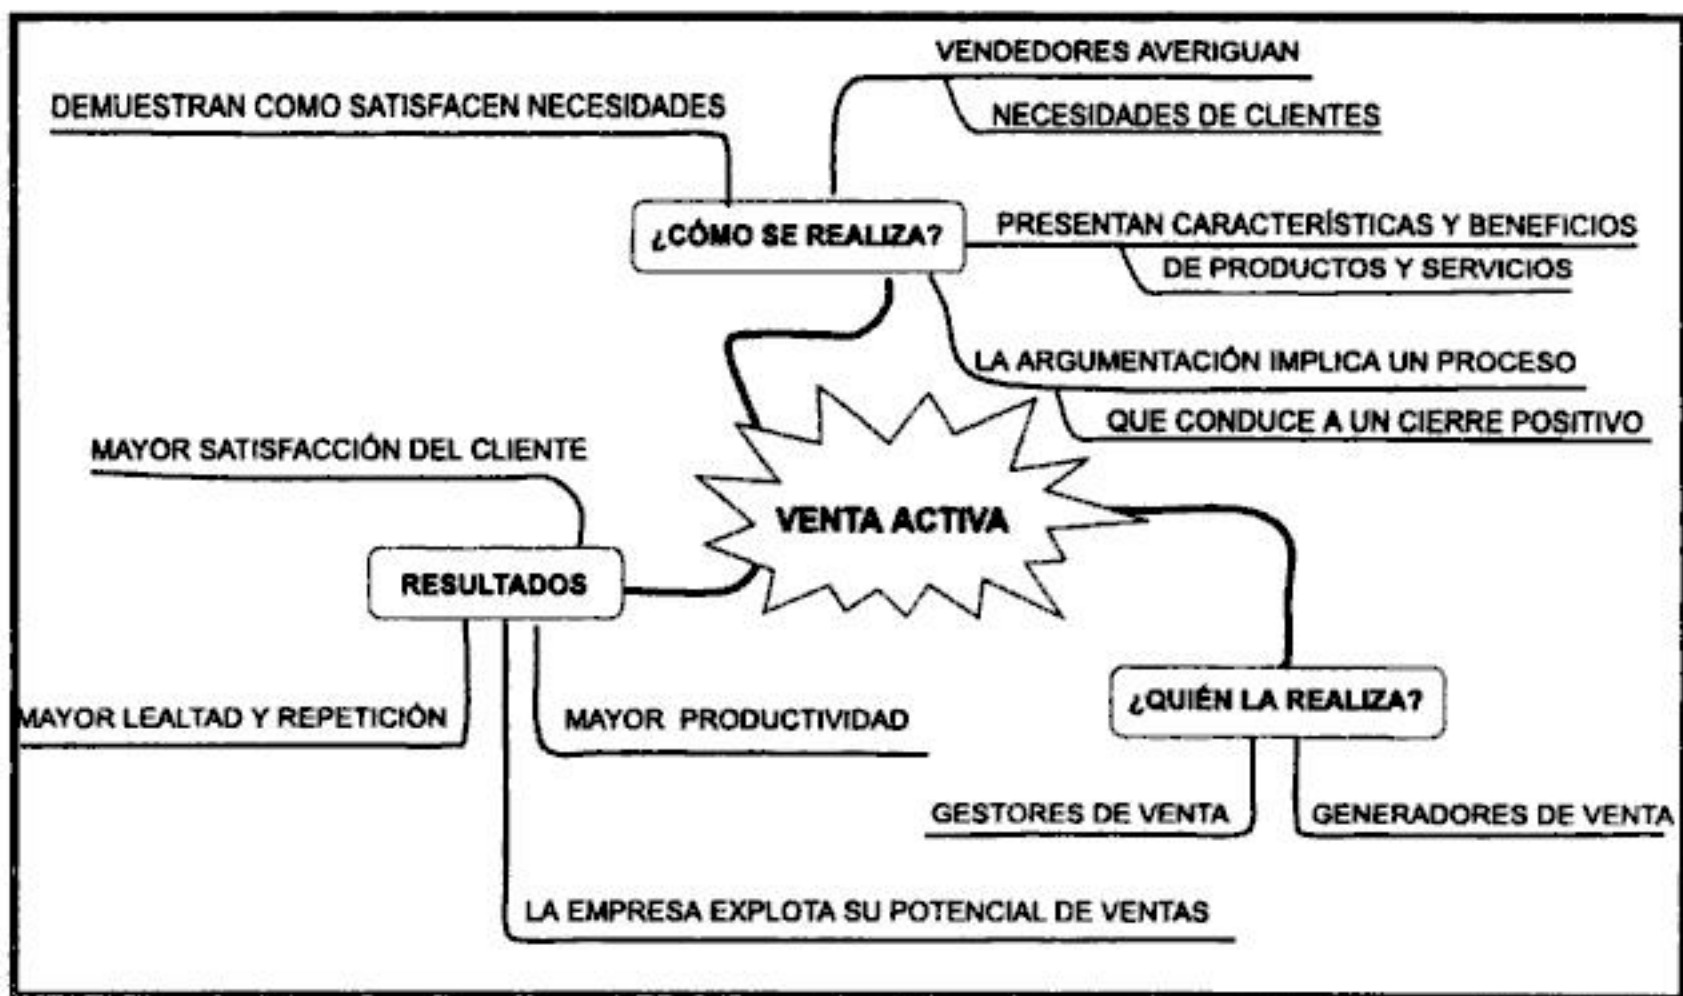 VENDEDORES AVERIGUAN
NECESIDADES DE CLIENTES
DEMUESTRAN COMO SATISFACEN NECESIDADES
¿CÓMO SE REALIZA?
PRESENTAN CARACTERÍSTICAS Y BENEFICIOS
DE PRODUCTOS Y SERVICIOS
LA ARGUMENTACIÓN IMPLICA UN PROCESO
QUE CONDUCE A UN CIERRE POSITIVO
MAYOR SATISFACCIÓN DEL CLIENTE
VENTA ACTIVA
RESULTADOS
MAYOR LEALTAD Y REPETICIÓN
MAYOR PRODUCTIVIDAD
¿QUIÉN LA REALIZA?
GESTORES DE VENTA
GENERADORES DE VENTA
LA EMPRESA EXPLOTA SU POTENCIAL DE VENTAS